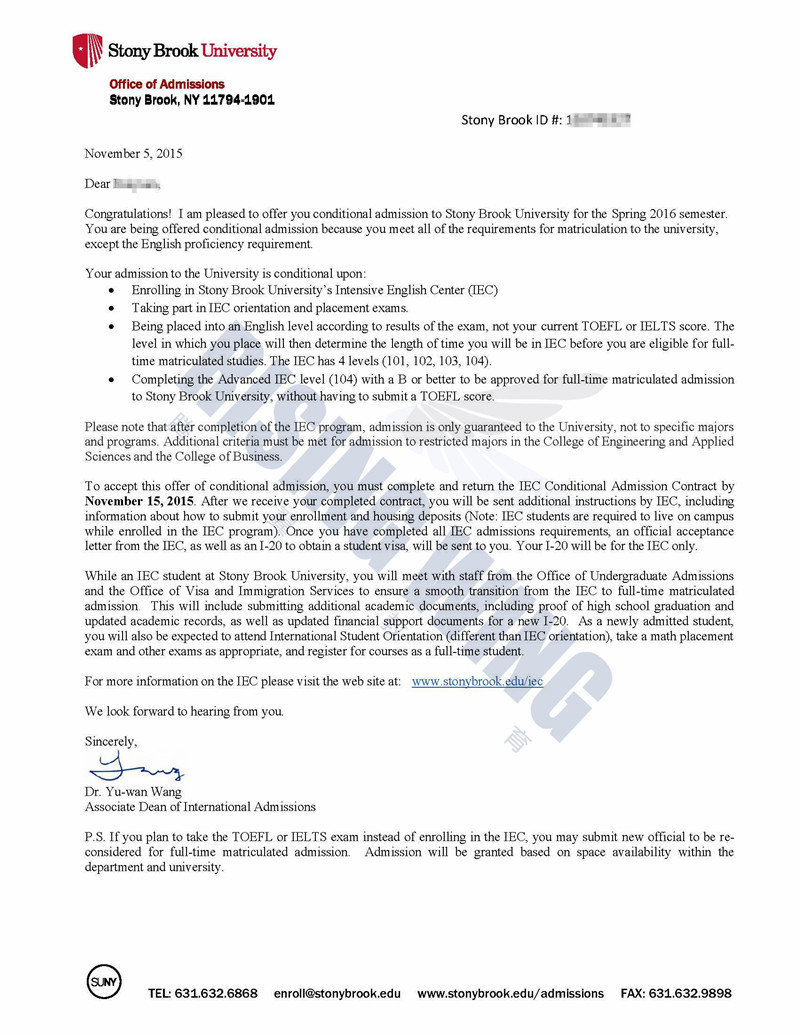 Stony Brook University
Office of Admissions
Stony Brook, NY 11794-1901
Stony Brook ID #: 1
November 5, 2015
Dear
Congratulations! I am pleased to offer you conditional admission to Stony Brook University for the Spring 2016 semester.
You are being offered conditional admission because you meet all of the requirements for matriculation to the university,
except the English proficiency requirement.
Your admission to the University is conditional upon:
• Enrolling in Stony Brook University's Intensive English Center (IEC)
• Taking part in IEC orientation and placement exams.
• Being placed into an English level according to results of the exam, not your current TOEFL or IELTS score. The
level in which you place will then determine the length of time you will be in IEC before you are eligible for full-
time matriculated studies. The IEC has 4 levels (101, 102, 103, 104).
• Completing the Advanced IEC level (104) with a B or better to be approved for full-time matriculated admission
to Stony Brook University, without having to submit a TOEFL score.
Please note that after completion of the IEC program, admission is only guaranteed to the University, not to specific majors
and programs. Additional criteria must be met for admission to restricted majors in the College of Engineering and Applied
Sciences and the College of Business.
To accept this offer of conditional admission, you must complete and return the IEC Conditional Admission Contract by
November 15, 2015. After we receive your completed contract, you will be sent additional instructions by IEC, including
information about how to submit your enrollment and housing deposits (Note: IEC students are required to live on campus
while enrolled in the IEC program). Once you have completed all IEC admissions requirements, an official acceptance
letter from the IEC, as well as an I-20 to obtain a student visa, will be sent to you. Your I-20 will be for the IEC only.
While an IEC student at Stony Brook University, you will meet with staff from the Office of Undergraduate Admissions
and the Office of Visa and Immigration Services to ensure a smooth transition from the IEC to full-time matriculated
admission. This will include submitting additional academic documents, including proof of high school graduation and
updated academic records, as well as updated financial support documents for a new I-20. As a newly admitted student,
you will also be expected to attend International Student Orientation (different than IEC orientation), take a math placement
exam and other exams as appropriate, and register for courses as a full-time student.
For more information on the IEC please visit the web site at: www.stonybrook.edu/iec
We look forward to hearing from you.
Sincerely,
Dr. Yu-wan Wang
Associate Dean of International Admissions
P.S. If you plan to take the TOEFL or IELTS exam instead of enrolling in the IEC, you may submit new official to be re-
considered for full-time matriculated admission. Admission will be granted based on space availability within the
department and university.
RISING WING
育
SUNY
TEL: 631.632.6868 enroll@stonybrook.edu www.stonybrook.edu/admissions FAX: 631.632.9898